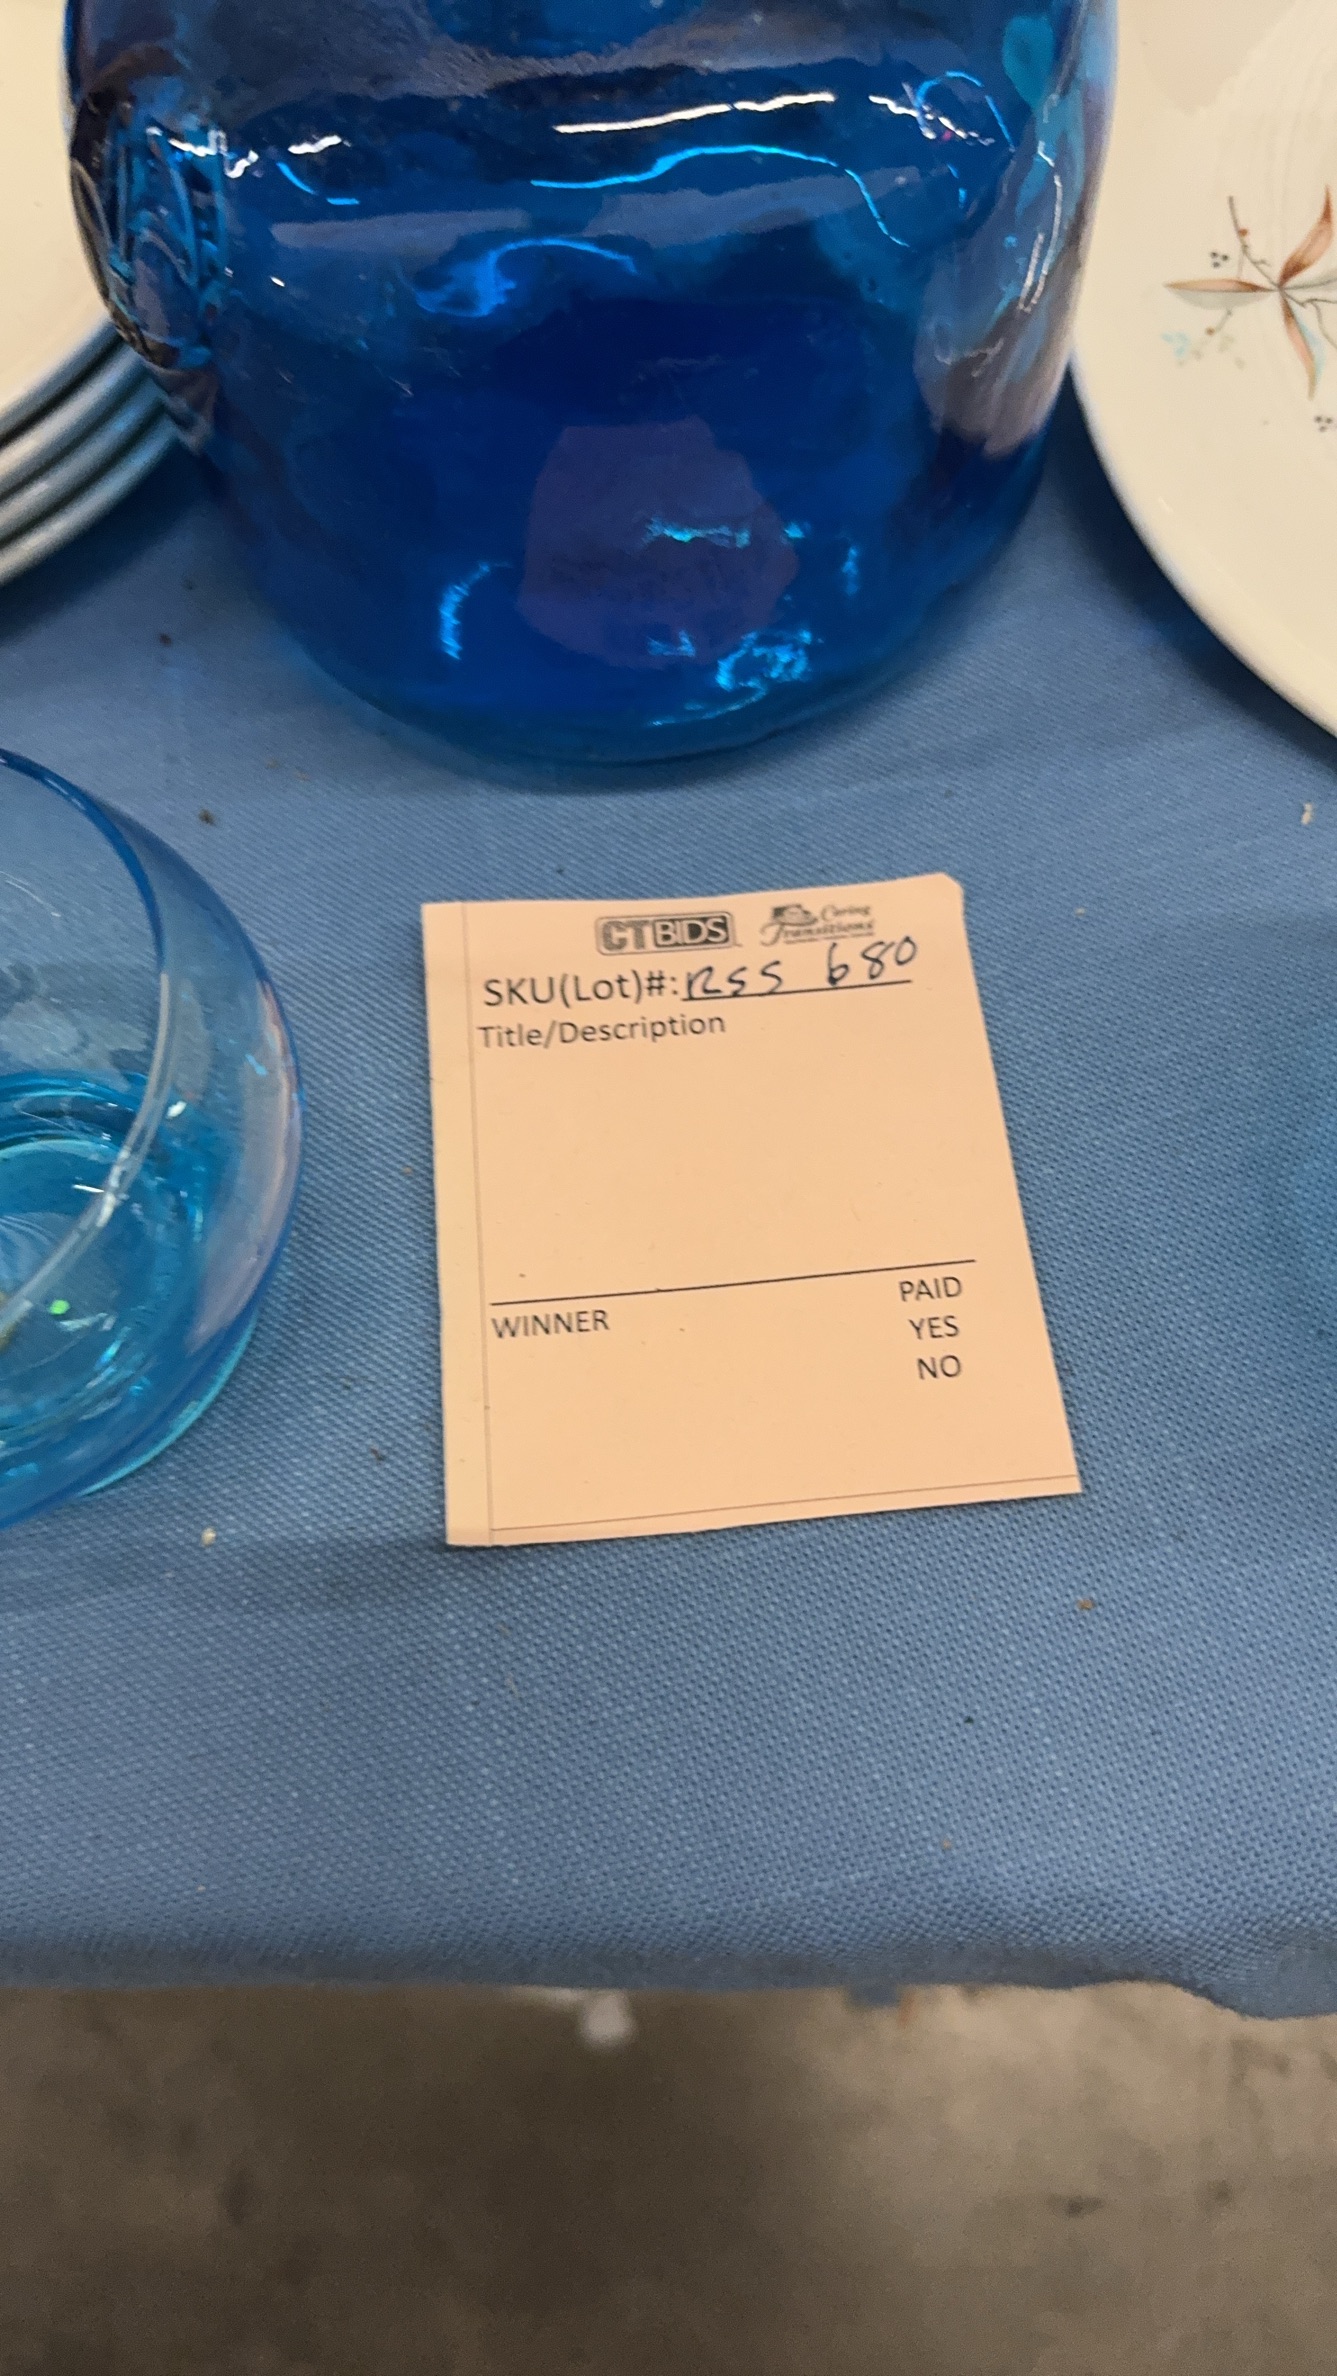 CTBIDS Caring Transitions
SKU(Lot)#: RSS 680
Title/Description
PAID
WINNER YES
NO